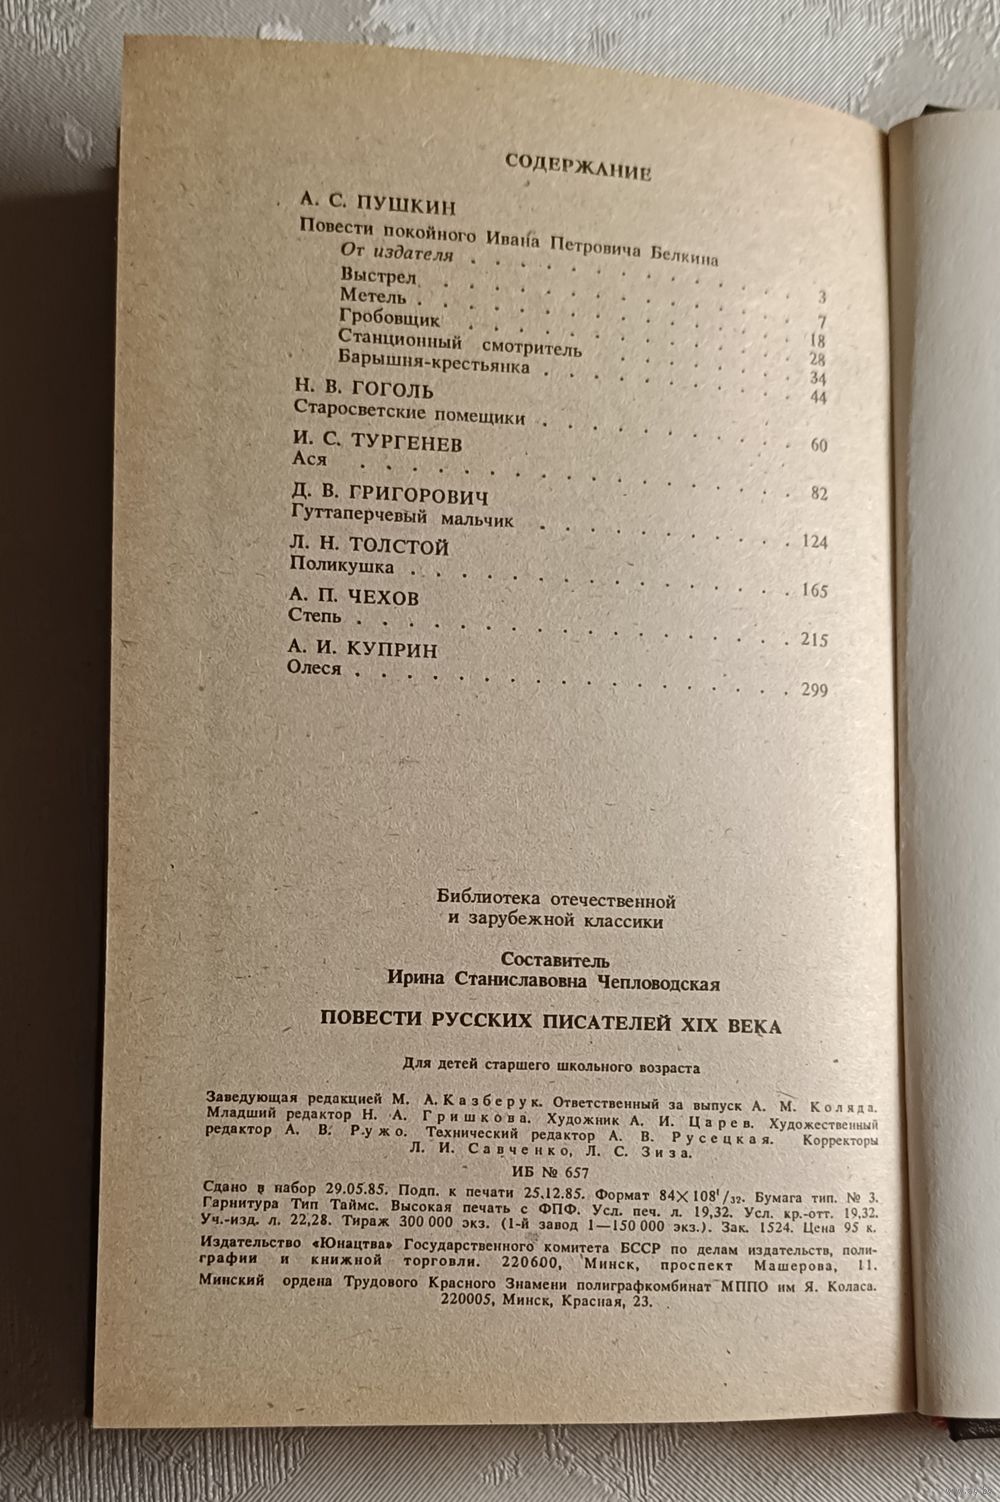 СОДЕРЖАНИЕ
А. С. ПУШКИН
Повести покойного Ивана Петровича Белкина
От издателя . . . . . . . . . . . . . 3
Выстрел . . . . . . . . . . . . . . 7
Метель . . . . . . . . . . . . . . 18
Гробовщик . . . . . . . . . . . . . 28
Станционный смотритель . . . . . . . . 34
Барышня-крестьянка . . . . . . . . . . 44
Н. В. ГОГОЛЬ
Старосветские помещики . . . . . . . . . . 60
И. С. ТУРГЕНЕВ
Ася . . . . . . . . . . . . . . . . . 82
Д. В. ГРИГОРОВИЧ
Гуттаперчевый мальчик . . . . . . . . . . 124
Л. Н. ТОЛСТОЙ
Поликушка . . . . . . . . . . . . . . . 165
А. П. ЧЕХОВ
Степь . . . . . . . . . . . . . . . . . 215
А. И. КУПРИН
Олеся . . . . . . . . . . . . . . . . . 299
Библиотека отечественной
и зарубежной классики
Составитель
Ирина Станиславовна Чепловодская
ПОВЕСТИ РУССКИХ ПИСАТЕЛЕЙ XIX ВЕКА
Для детей старшего школьного возраста
Заведующая редакцией М. А. Казберук. Ответственный за выпуск А. М. Коляда.
Младший редактор Н. А. Гришкова. Художник А. И. Царев. Художественный
редактор А. В. Ружо. Технический редактор А. В. Русецкая. Корректоры
Л. И. Савченко, Л. С. Зиза.
ИБ № 657
Сдано в набор 29.05.85. Подп. к печати 25.12.85. Формат 84×108¹/₃₂. Бумага тип. № 3.
Гарнитура Тип Таймс. Высокая печать с ФПФ. Усл. печ. л. 19,32. Усл. кр.-отт. 19,32.
Уч.-изд. л. 22,28. Тираж 300 000 экз. (1-й завод 1—150 000 экз.). Зак. 1524. Цена 95 к.
Издательство «Юнацтва» Государственного комитета БССР по делам издательств, поли-
графии и книжной торговли. 220600, Минск, проспект Машерова, 11.
Минский ордена Трудового Красного Знамени полиграфкомбинат МППО им Я. Коласа.
220005, Минск, Красная, 23.